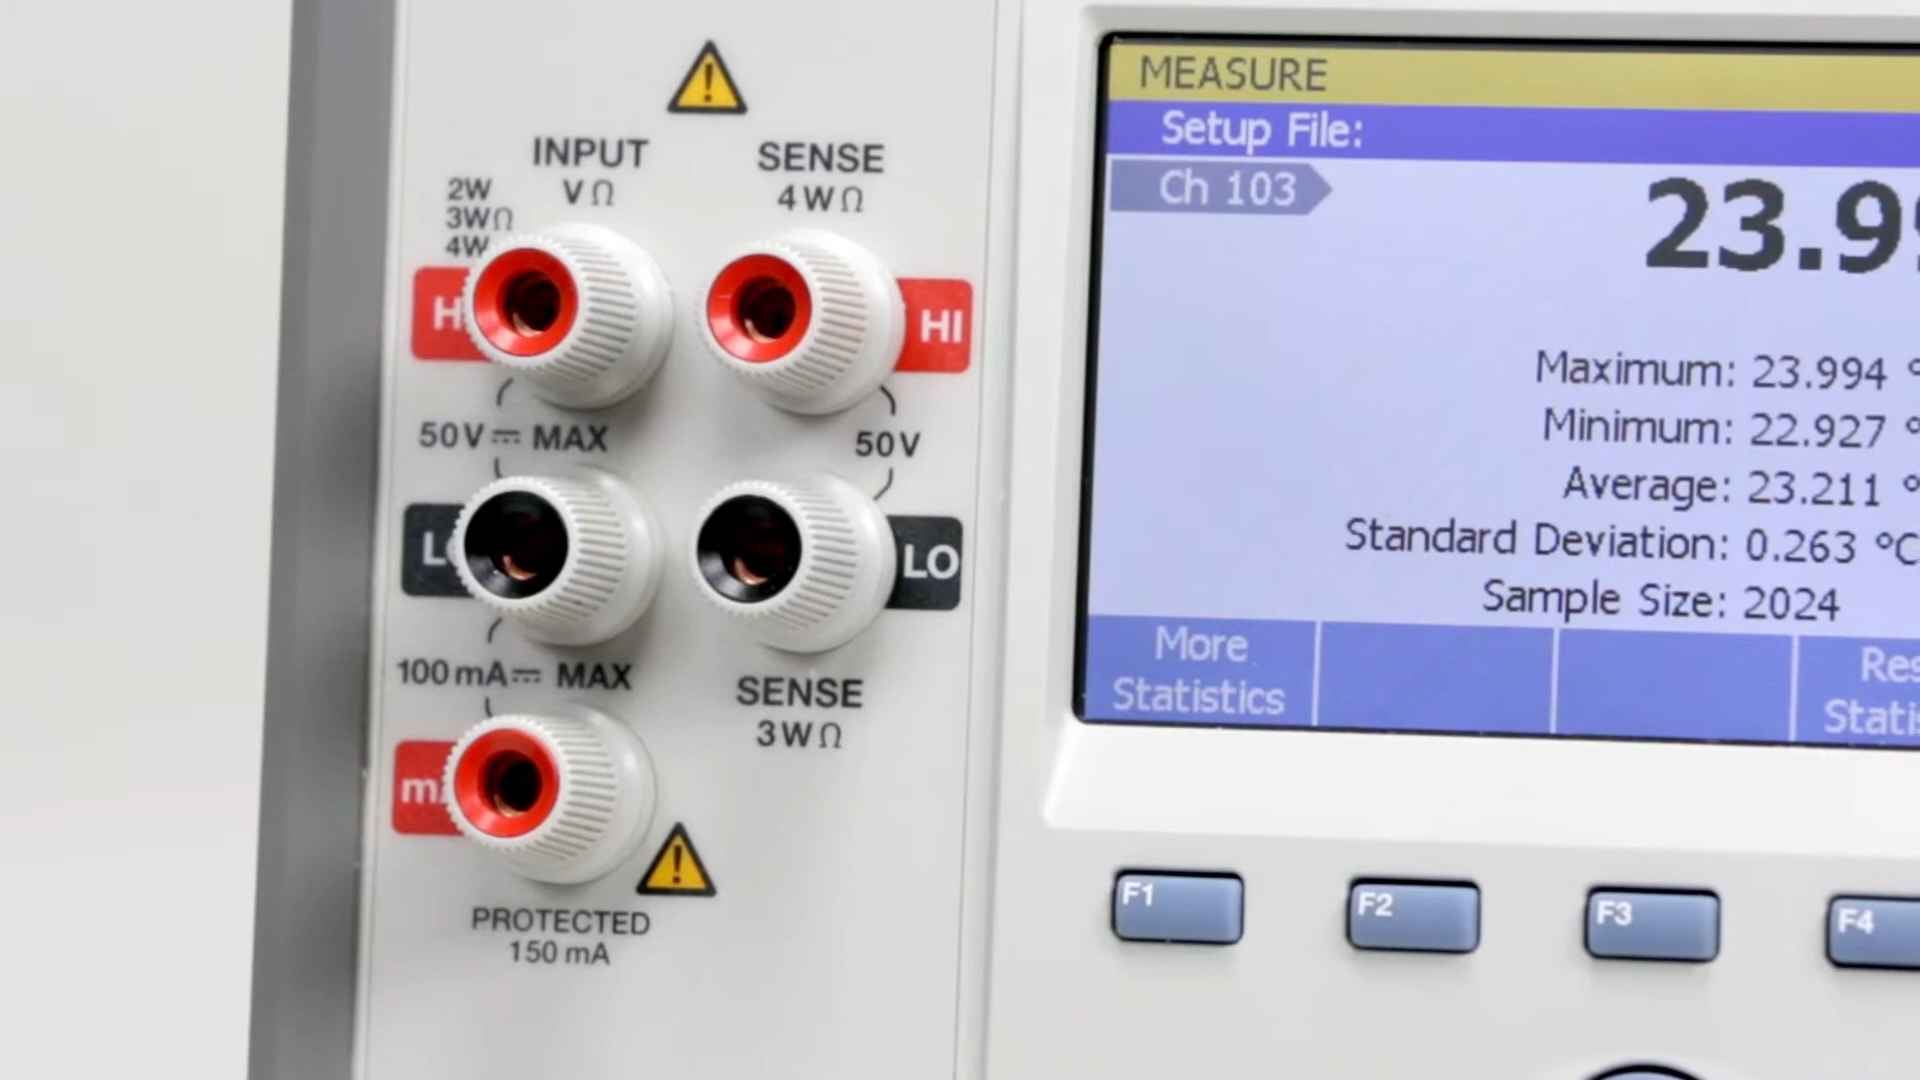 INPUT
VΩ
SENSE
4WΩ
2W
3WΩ
4W
HI
50V⎓ MAX
50V
LO
100mA⎓ MAX
SENSE
3WΩ
PROTECTED
150 mA
MEASURE
Setup File:
Ch 103
23.9
Maximum: 23.994 °
Minimum: 22.927 °
Average: 23.211 °
Standard Deviation: 0.263 °C
Sample Size: 2024
More
Statistics
F1
F2
F3
F4